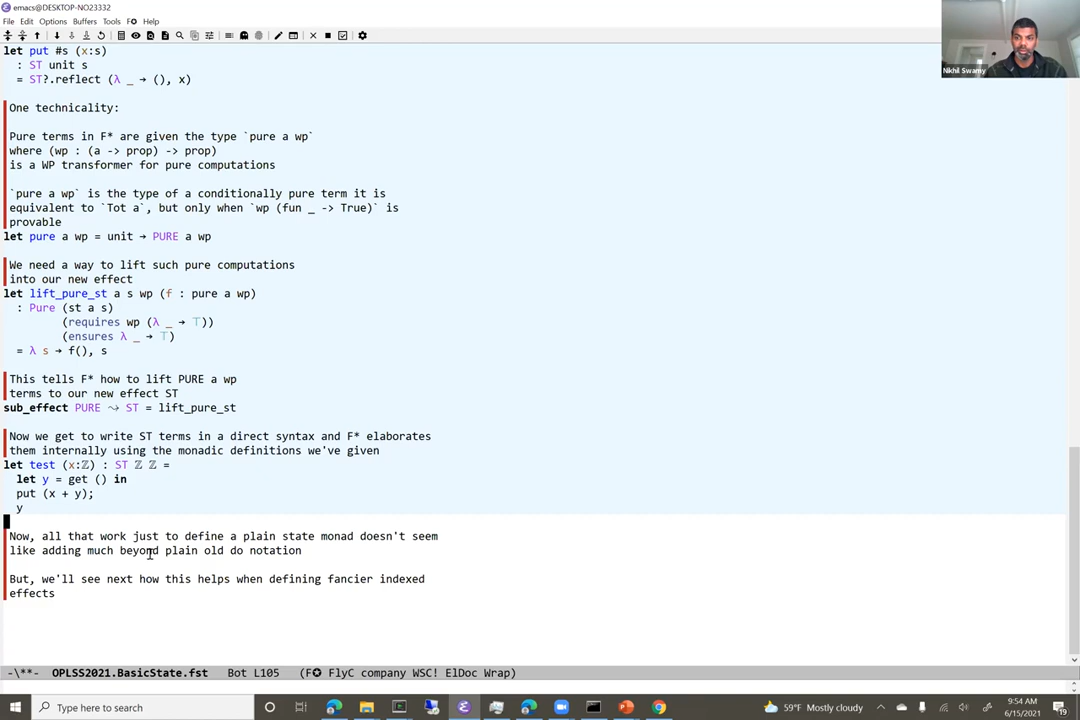 emacs@DESKTOP-NO23332
File Edit Options Buffers Tools F✪ Help
let put #s (x:s)
: ST unit s
= ST?.reflect (λ _ → (), x)
One technicality:
Pure terms in F* are given the type `pure a wp`
where (wp : (a -> prop) -> prop)
is a WP transformer for pure computations
`pure a wp` is the type of a conditionally pure term it is
equivalent to `Tot a`, but only when `wp (fun _ -> True)` is
provable
let pure a wp = unit → PURE a wp
We need a way to lift such pure computations
into our new effect
let lift_pure_st a s wp (f : pure a wp)
: Pure (st a s)
(requires wp (λ _ → ⊤))
(ensures λ _ → ⊤)
= λ s → f(), s
This tells F* how to lift PURE a wp
terms to our new effect ST
sub_effect PURE ↝ ST = lift_pure_st
Now we get to write ST terms in a direct syntax and F* elaborates
them internally using the monadic definitions we've given
let test (x:ℤ) : ST ℤ ℤ =
let y = get () in
put (x + y);
y
Now, all that work just to define a plain state monad doesn't seem
like adding much beyond plain old do notation
But, we'll see next how this helps when defining fancier indexed
effects
-\**- OPLSS2021.BasicState.fst Bot L105 (F✪ FlyC company WSC! ElDoc Wrap)
Type here to search
59°F Mostly cloudy
9:54 AM
6/15/2021
19
Nikhil Swamy